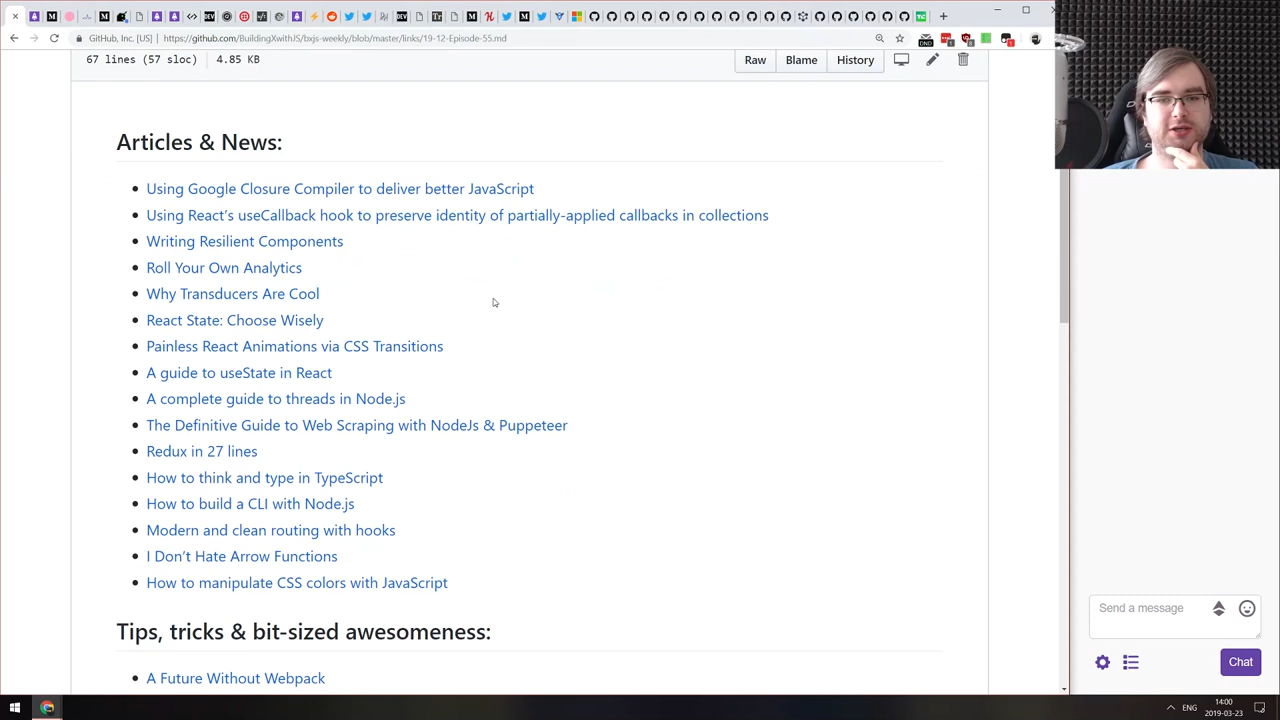 GitHub, Inc. [US]
https://github.com/BuildingXwithJS/bxjs-weekly/blob/master/links/19-12-Episode-55.md
67 lines (57 sloc)
4.85 KB
Raw
Blame
History
Articles & News:
Using Google Closure Compiler to deliver better JavaScript
Using React’s useCallback hook to preserve identity of partially-applied callbacks in collections
Writing Resilient Components
Roll Your Own Analytics
Why Transducers Are Cool
React State: Choose Wisely
Painless React Animations via CSS Transitions
A guide to useState in React
A complete guide to threads in Node.js
The Definitive Guide to Web Scraping with NodeJs & Puppeteer
Redux in 27 lines
How to think and type in TypeScript
How to build a CLI with Node.js
Modern and clean routing with hooks
I Don’t Hate Arrow Functions
How to manipulate CSS colors with JavaScript
Tips, tricks & bit-sized awesomeness:
A Future Without Webpack
Send a message
Chat
ENG
14:00
2019-03-23